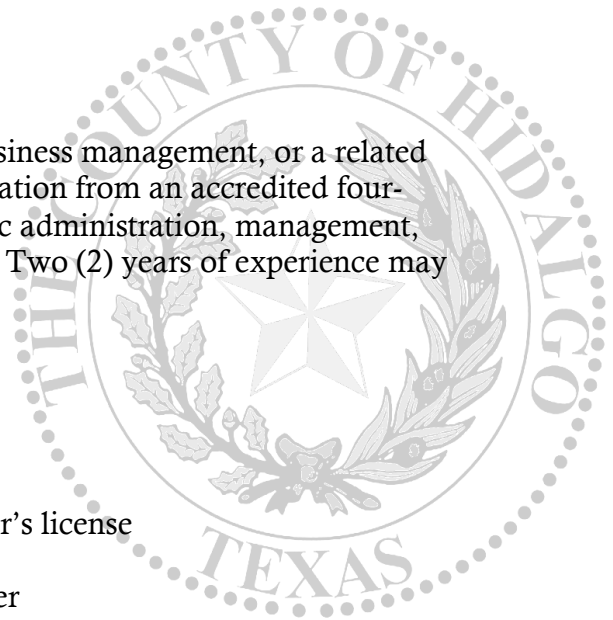 THE COUNTY OF HIDALGO
siness management, or a related
ation from an accredited four-
c administration, management,
Two (2) years of experience may
r’s license
TEXAS
er